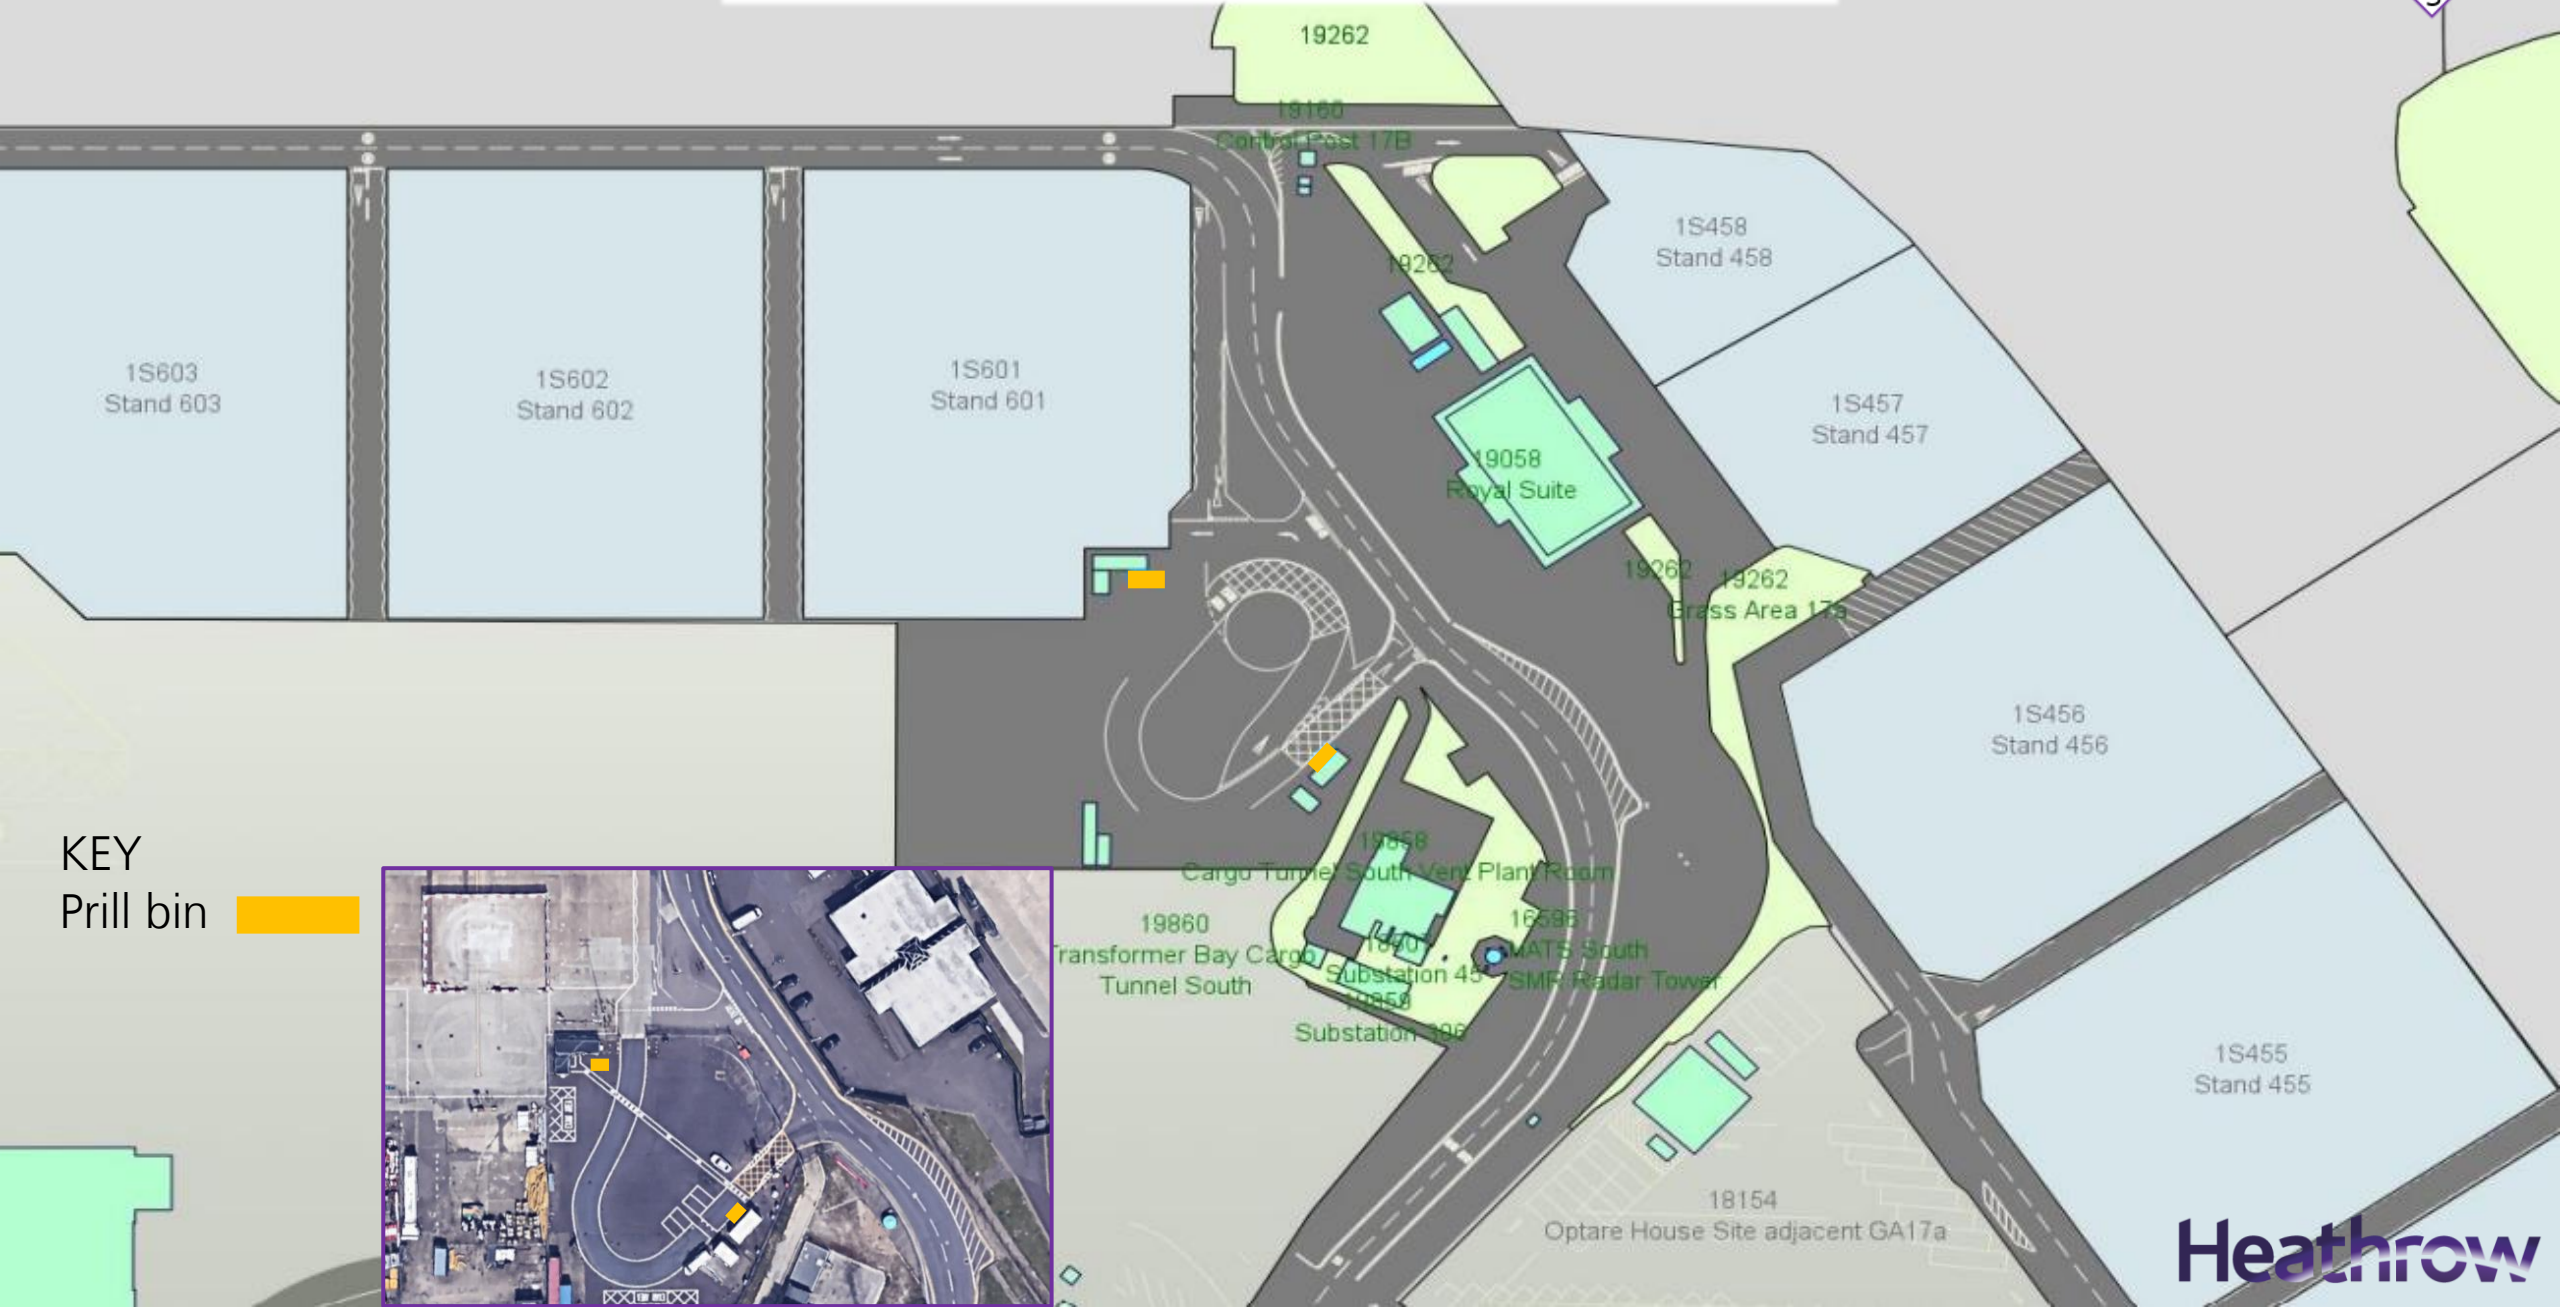 19262
19160
Control Post 17B
1S458
Stand 458
19262
1S603
Stand 603
1S602
Stand 602
1S601
Stand 601
1S457
Stand 457
19058
Royal Suite
19262
19262
Grass Area 17a
1S456
Stand 456
KEY
Prill bin
19858
Cargo Tunnel South Vent Plant Room
19860
Transformer Bay Cargo
Tunnel South
16596
NATS South
SMR Radar Tower
Substation 45
19859
Substation 396
1S455
Stand 455
18154
Optare House Site adjacent GA17a
Heathrow